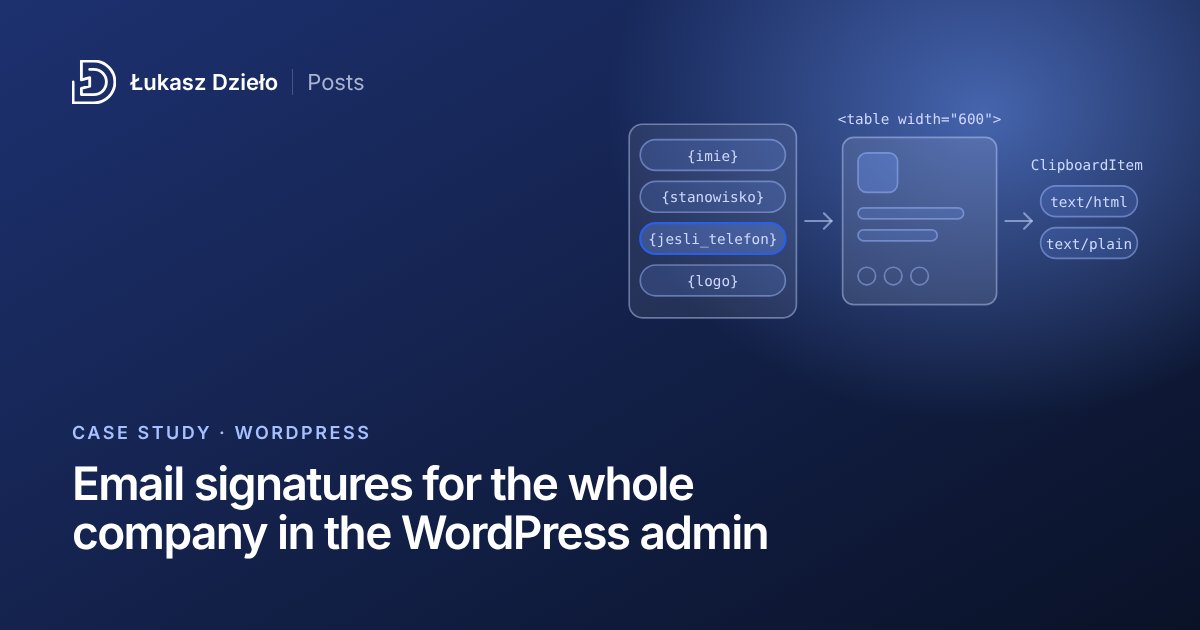 Łukasz Dzieło
Posts
<table width="600">
{imie}
{stanowisko}
{jesli_telefon}
{logo}
ClipboardItem
text/html
text/plain
CASE STUDY · WORDPRESS
Email signatures for the whole
company in the WordPress admin